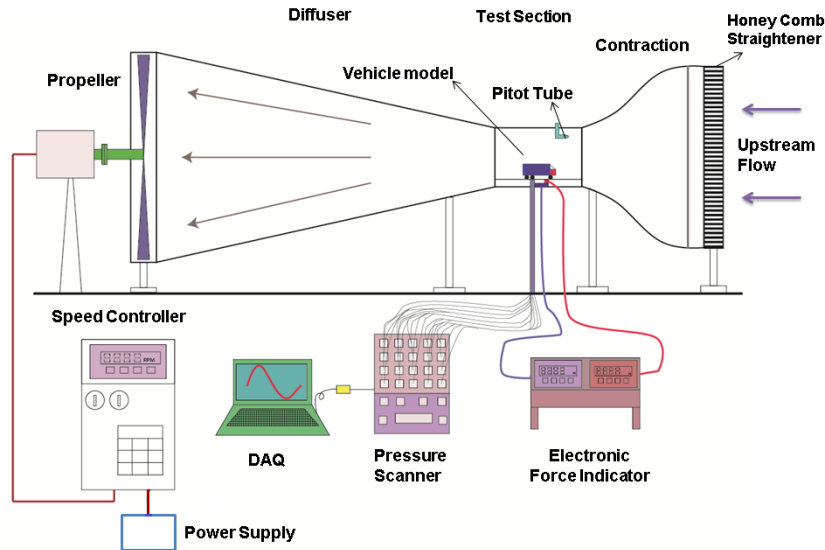 Diffuser
Test Section
Honey Comb
Straightener
Contraction
Propeller
Vehicle model
Pitot Tube
Upstream
Flow
Speed Controller
RPM
DAQ
Pressure
Scanner
Electronic
Force Indicator
Power Supply